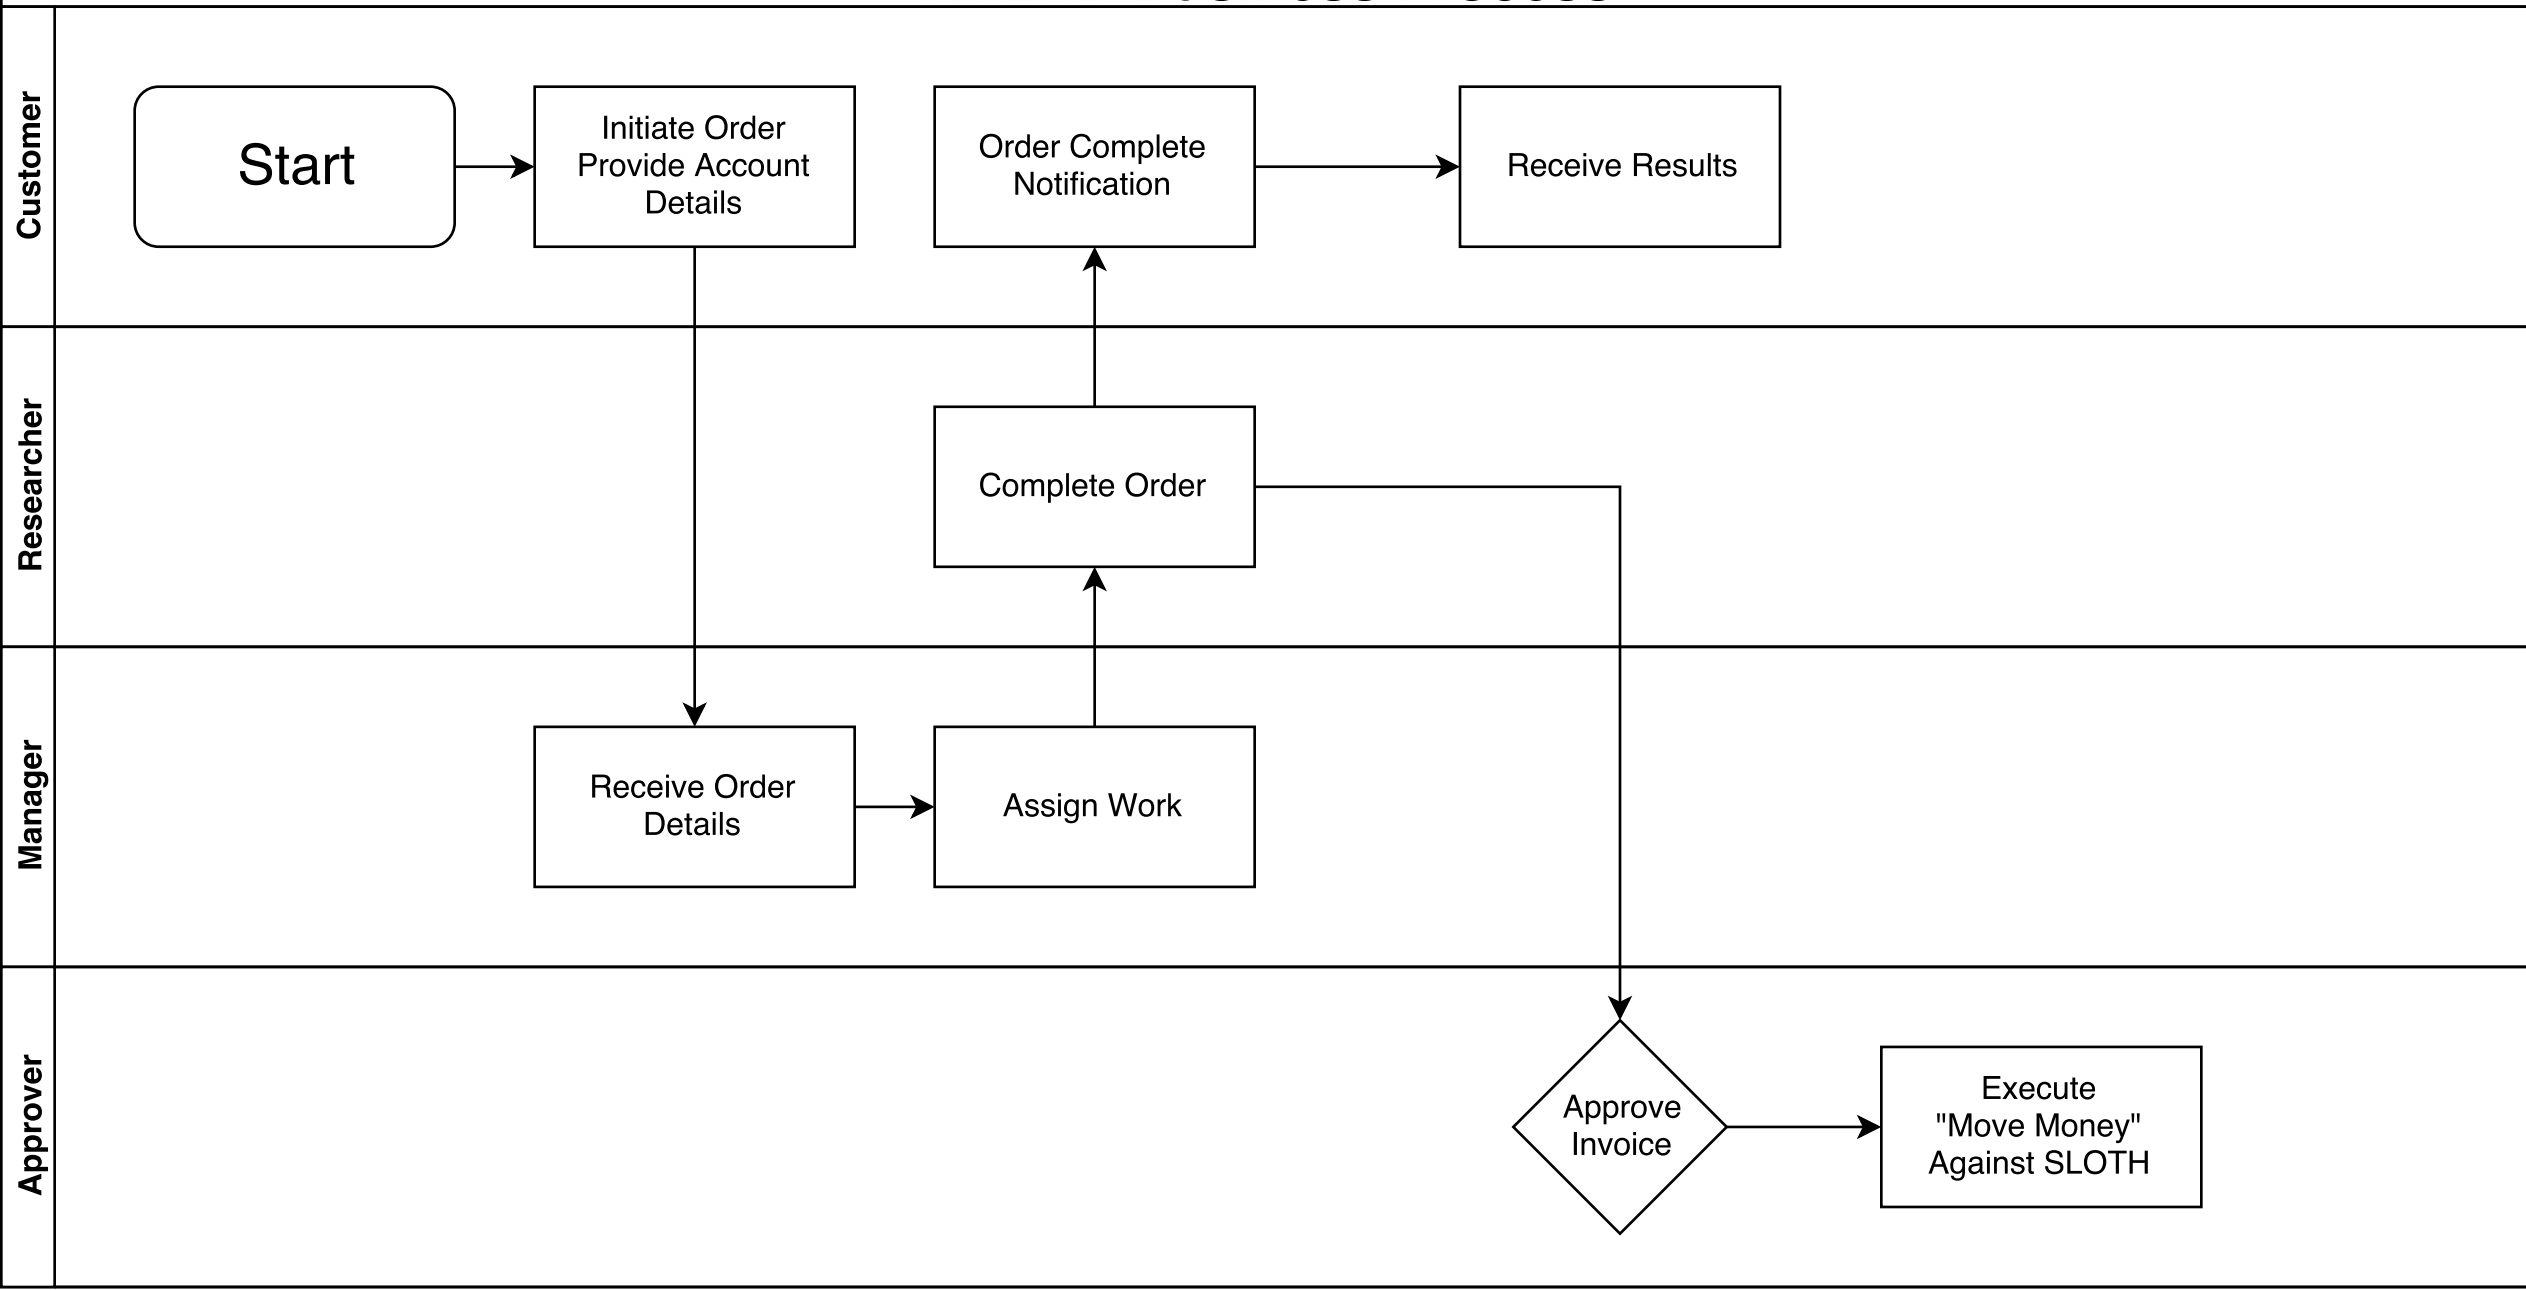 Customer
Start
Initiate Order
Provide Account
Details
Order Complete
Notification
Receive Results
Researcher
Complete Order
Manager
Receive Order
Details
Assign Work
Approver
Approve
Invoice
Execute
"Move Money"
Against SLOTH